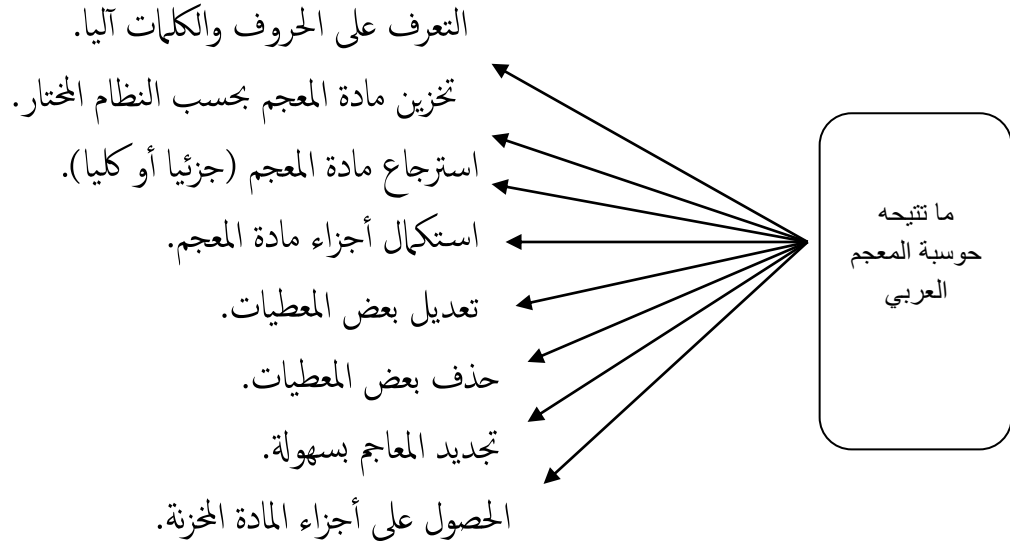 ما تتيحه
حوسبة المعجم
العربي
التعرف على الحروف والكلمات آليا.
تخزين مادة المعجم بحسب النظام المختار.
استرجاع مادة المعجم (جزئيا أو كليا).
استكمال أجزاء مادة المعجم.
تعديل بعض المعطيات.
حذف بعض المعطيات.
تجديد المعاجم بسهولة.
الحصول على أجزاء المادة المخزنة.